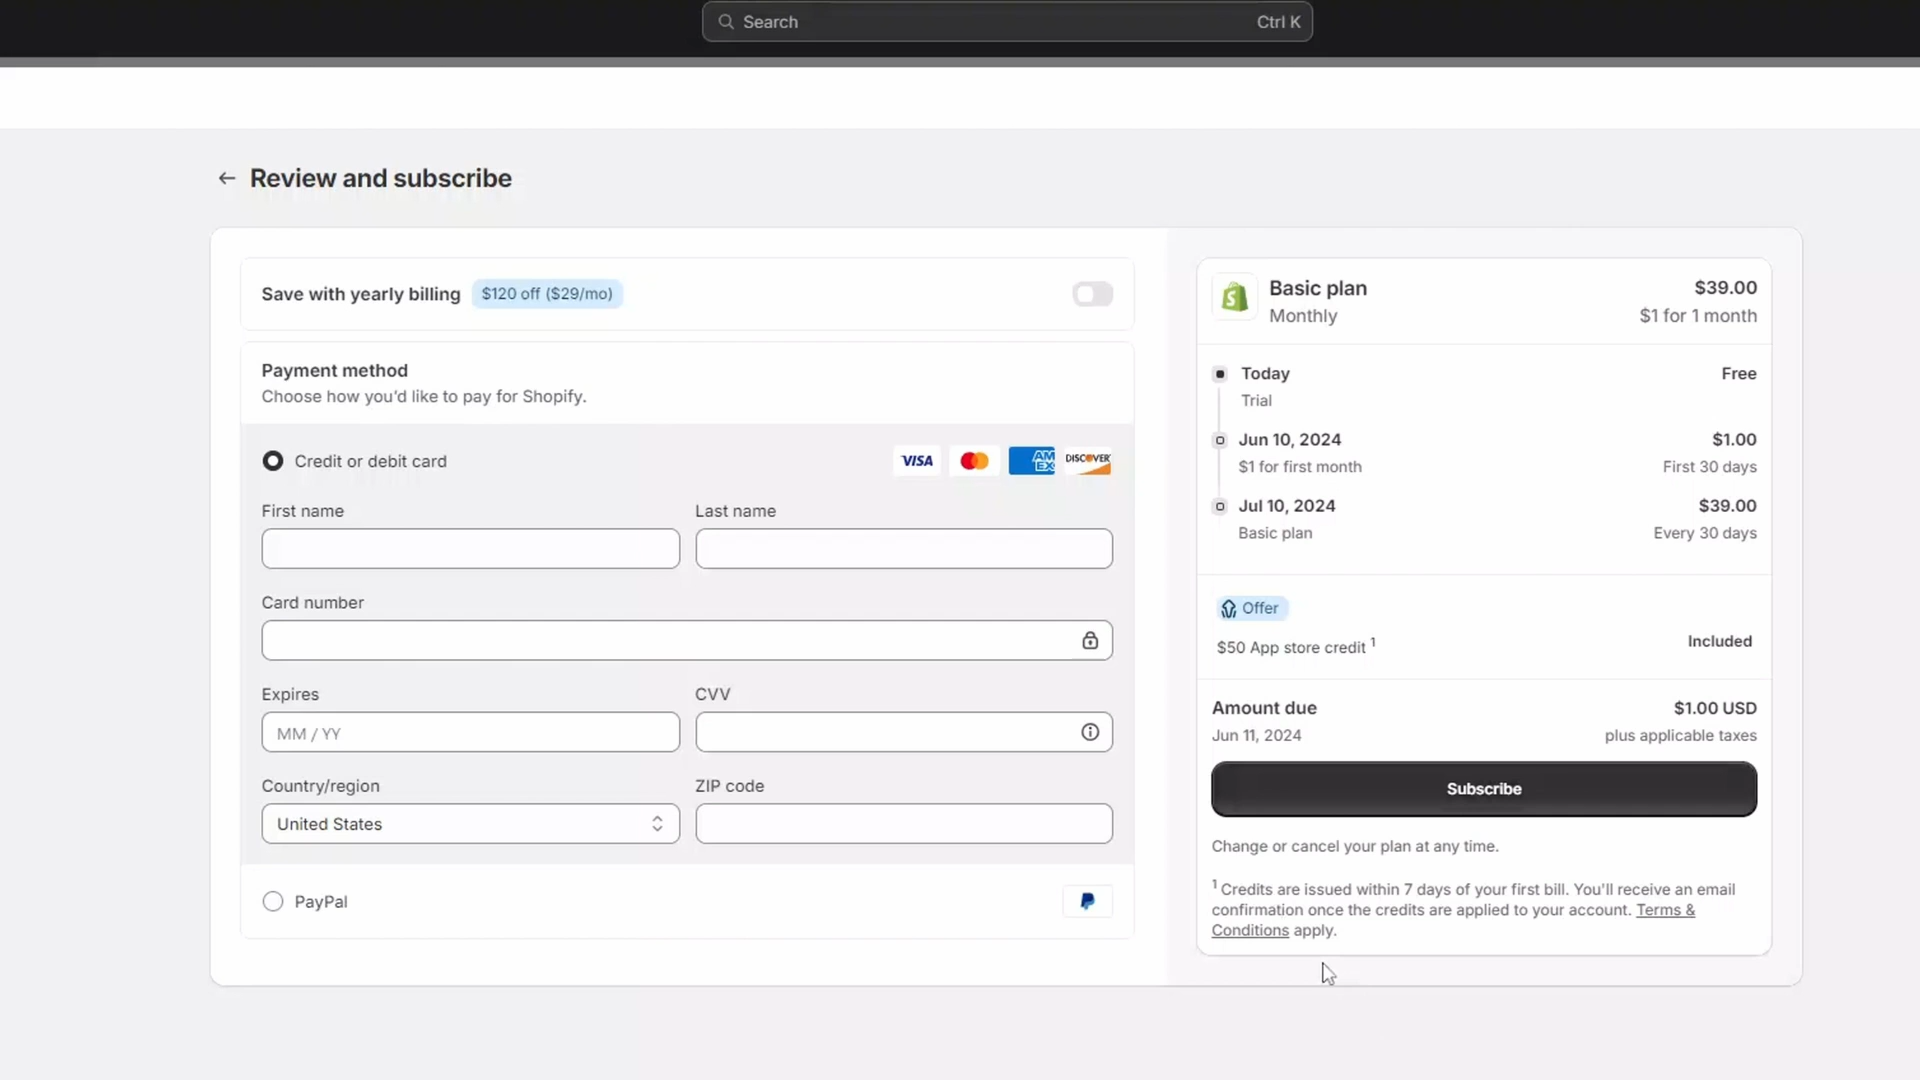 Search Ctrl K
Review and subscribe
Save with yearly billing $120 off ($29/mo)
Payment method
Choose how you'd like to pay for Shopify.
Credit or debit card VISA AM EX DISCOVER
First name Last name
Card number
Expires CVV
MM / YY
Country/region ZIP code
United States
PayPal
Basic plan $39.00
Monthly $1 for 1 month
Today Free
Trial
Jun 10, 2024 $1.00
$1 for first month First 30 days
Jul 10, 2024 $39.00
Basic plan Every 30 days
Offer
$50 App store credit 1 Included
Amount due $1.00 USD
Jun 11, 2024 plus applicable taxes
Subscribe
Change or cancel your plan at any time.
1 Credits are issued within 7 days of your first bill. You'll receive an email
confirmation once the credits are applied to your account. Terms &
Conditions apply.